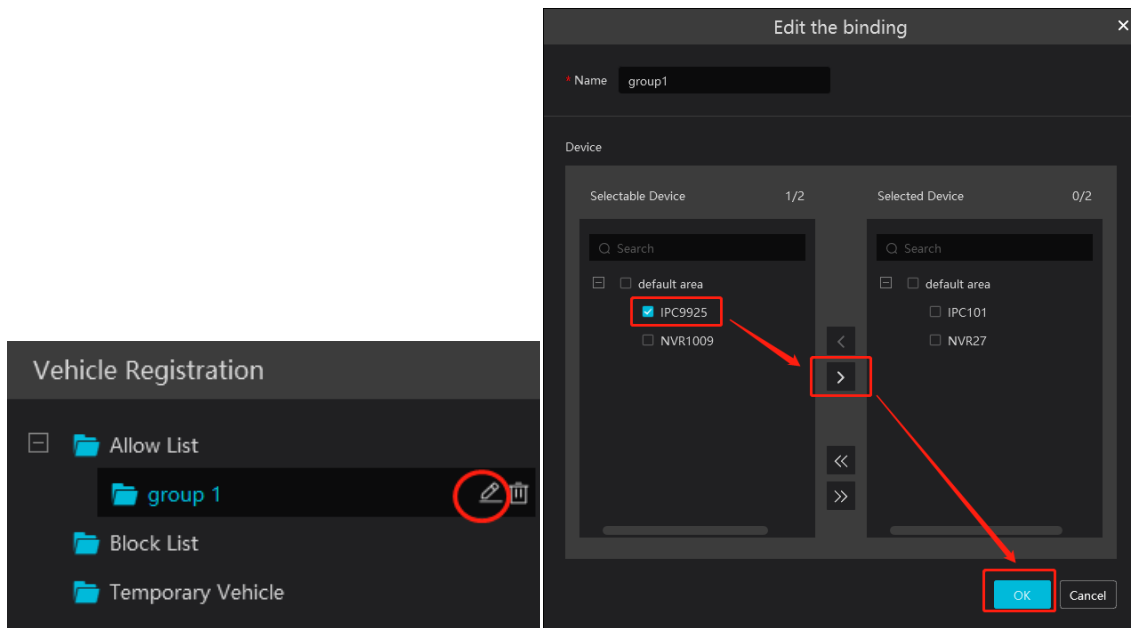 Vehicle Registration
Allow List
group 1
Block List
Temporary Vehicle
Edit the binding
* Name group1
Device
Selectable Device 1/2
Search
default area
IPC9925
NVR1009
Selected Device 0/2
Search
default area
IPC101
NVR27
OK Cancel